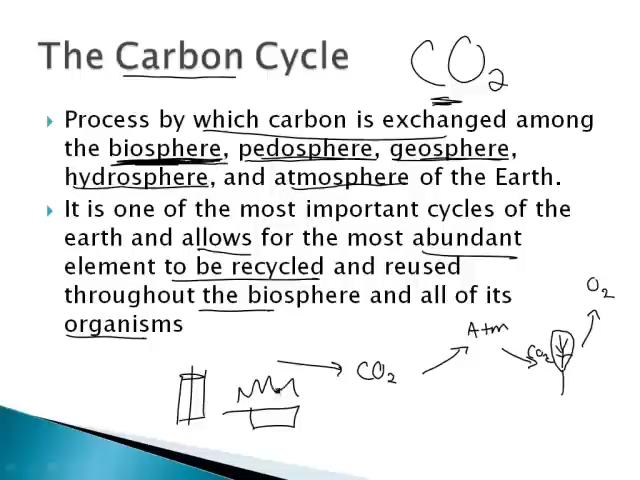 The Carbon Cycle
CO2
Process by which carbon is exchanged among
the biosphere, pedosphere, geosphere,
hydrosphere, and atmosphere of the Earth.
It is one of the most important cycles of the
earth and allows for the most abundant
element to be recycled and reused
throughout the biosphere and all of its
organisms
O2
Atm
CO2
CO2